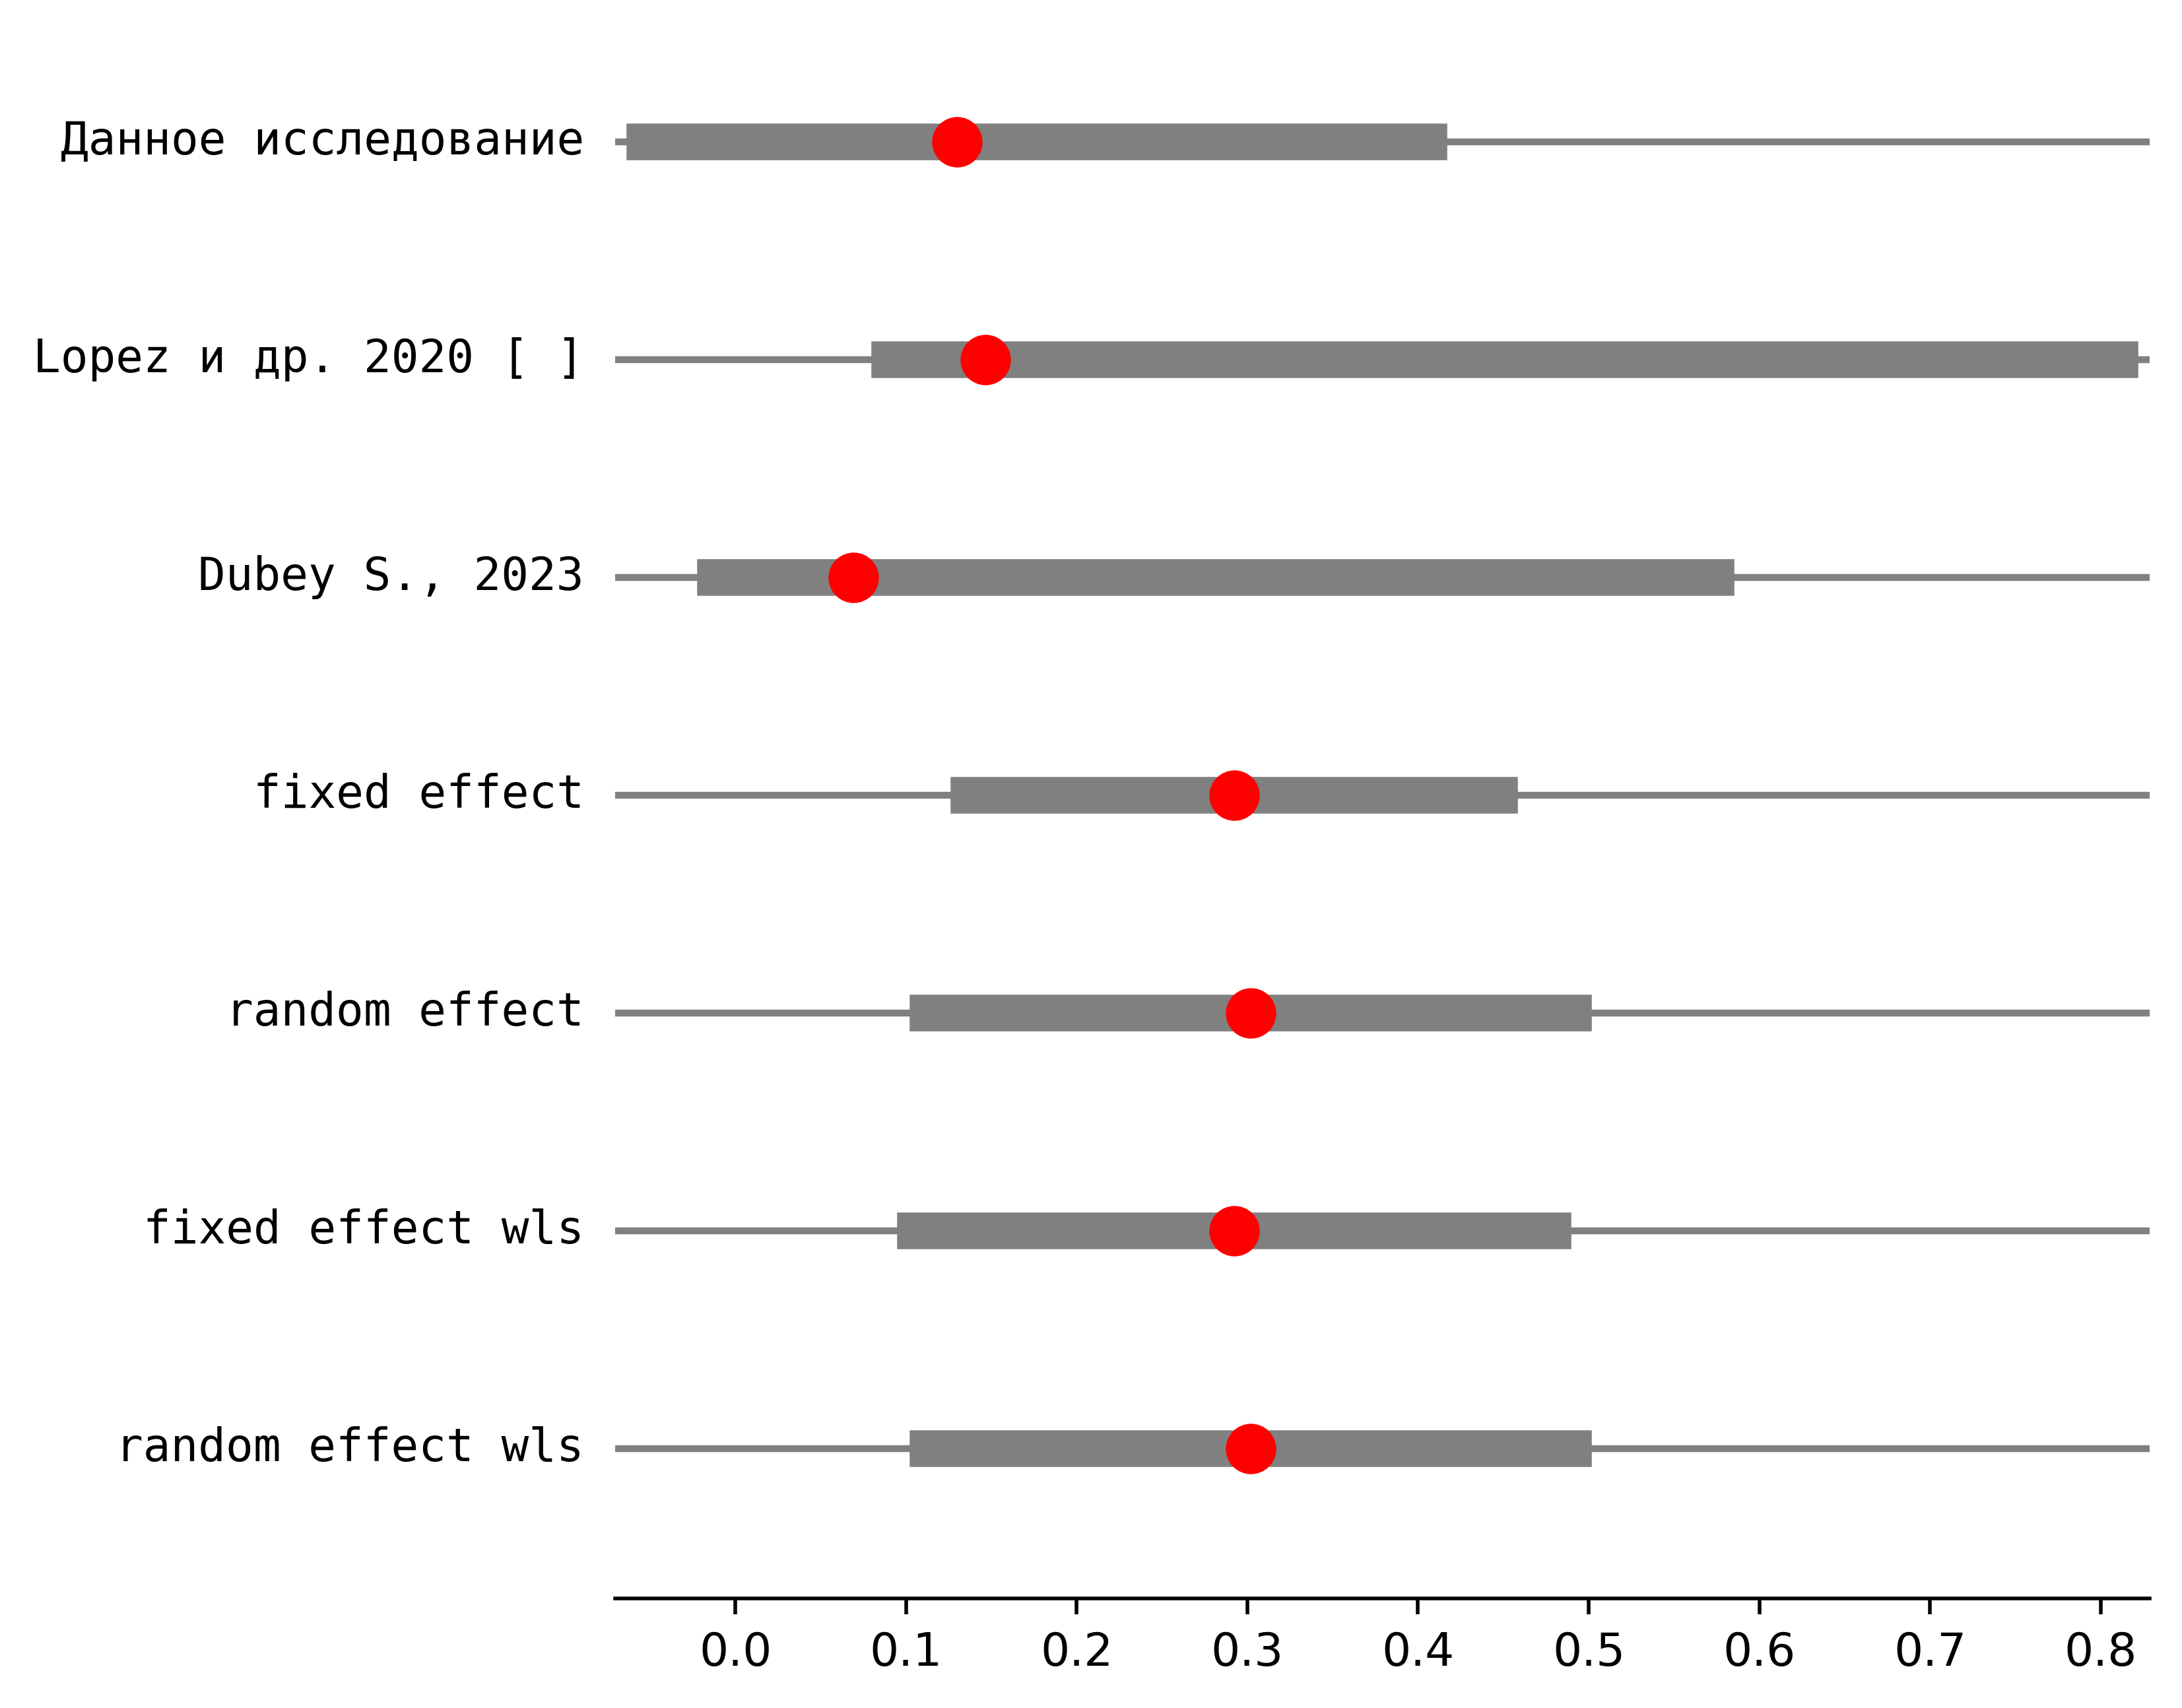 Данное исследование
Lopez и др. 2020 [ ]
Dubey S., 2023
fixed effect
random effect
fixed effect wls
random effect wls
0.0 0.1 0.2 0.3 0.4 0.5 0.6 0.7 0.8